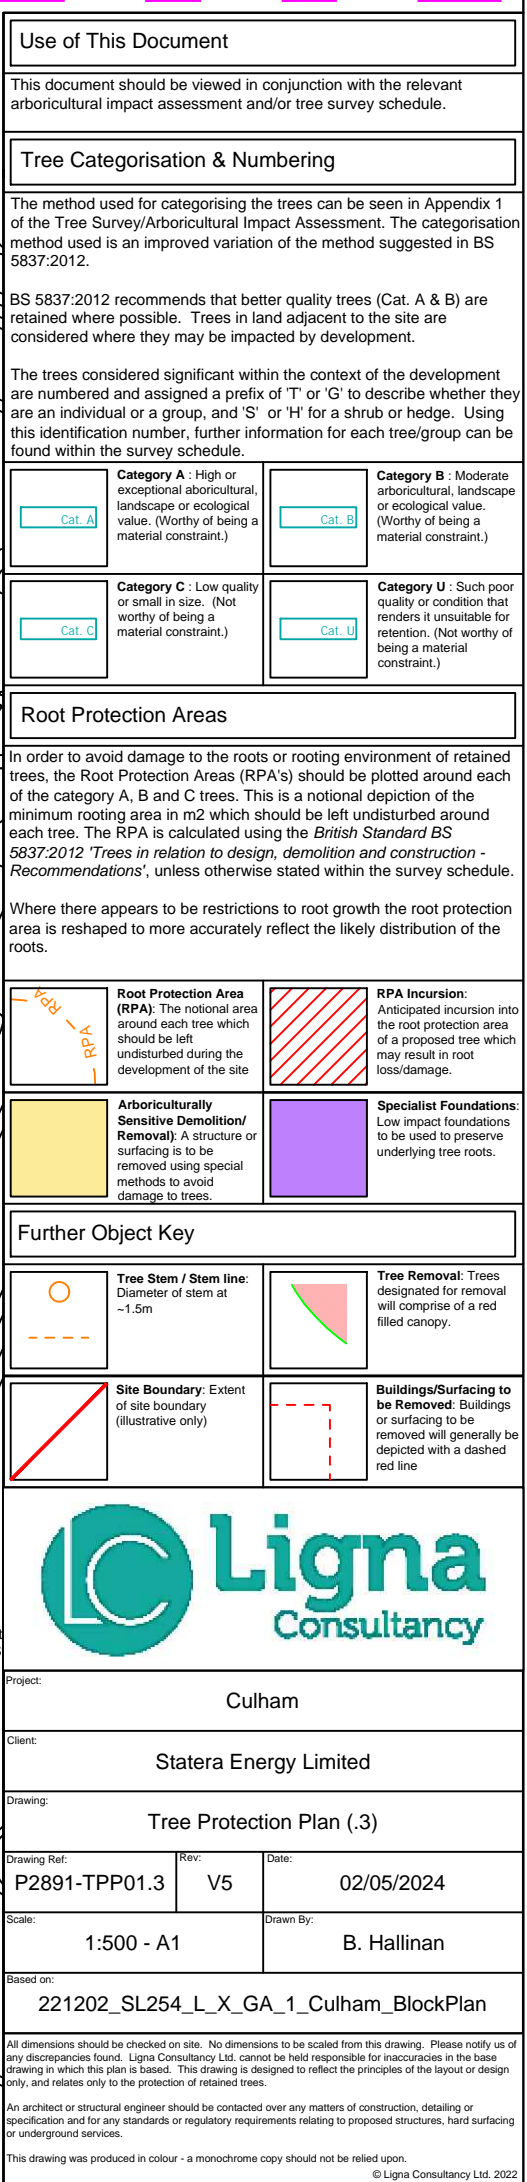 Use of This Document
This document should be viewed in conjunction with the relevant
arboricultural impact assessment and/or tree survey schedule.
Tree Categorisation & Numbering
The method used for categorising the trees can be seen in Appendix 1
of the Tree Survey/Arboricultural Impact Assessment. The categorisation
method used is an improved variation of the method suggested in BS
5837:2012.
BS 5837:2012 recommends that better quality trees (Cat. A & B) are
retained where possible. Trees in land adjacent to the site are
considered where they may be impacted by development.
The trees considered significant within the context of the development
are numbered and assigned a prefix of 'T' or 'G' to describe whether they
are an individual or a group, and 'S' or 'H' for a shrub or hedge. Using
this identification number, further information for each tree/group can be
found within the survey schedule.
Cat. A
Category A : High or
exceptional aboricultural,
landscape or ecological
value. (Worthy of being a
material constraint.)
Cat. B
Category B : Moderate
arboricultural, landscape
or ecological value.
(Worthy of being a
material constraint.)
Cat. C
Category C : Low quality
or small in size. (Not
worthy of being a
material constraint.)
Cat. U
Category U : Such poor
quality or condition that
renders it unsuitable for
retention. (Not worthy of
being a material
constraint.)
Root Protection Areas
In order to avoid damage to the roots or rooting environment of retained
trees, the Root Protection Areas (RPA's) should be plotted around each
of the category A, B and C trees. This is a notional depiction of the
minimum rooting area in m2 which should be left undisturbed around
each tree. The RPA is calculated using the British Standard BS
5837:2012 'Trees in relation to design, demolition and construction -
Recommendations', unless otherwise stated within the survey schedule.
Where there appears to be restrictions to root growth the root protection
area is reshaped to more accurately reflect the likely distribution of the
roots.
RPA
RPA
Root Protection Area
(RPA): The notional area
around each tree which
should be left
undisturbed during the
development of the site
RPA Incursion:
Anticipated incursion into
the root protection area
of a proposed tree which
may result in root
loss/damage.
Arboriculturally
Sensitive Demolition/
Removal): A structure or
surfacing is to be
removed using special
methods to avoid
damage to trees.
Specialist Foundations:
Low impact foundations
to be used to preserve
underlying tree roots.
Further Object Key
Tree Stem / Stem line:
Diameter of stem at
~1.5m
Tree Removal: Trees
designated for removal
will comprise of a red
filled canopy.
Site Boundary: Extent
of site boundary
(illustrative only)
Buildings/Surfacing to
be Removed: Buildings
or surfacing to be
removed will generally be
depicted with a dashed
red line
LC Ligna
Consultancy
Project:
Culham
Client:
Statera Energy Limited
Drawing:
Tree Protection Plan (.3)
Drawing Ref:
P2891-TPP01.3
Rev:
V5
Date:
02/05/2024
Scale:
1:500 - A1
Drawn By:
B. Hallinan
Based on:
221202_SL254_L_X_GA_1_Culham_BlockPlan
All dimensions should be checked on site. No dimensions to be scaled from this drawing. Please notify us of
any discrepancies found. Ligna Consultancy Ltd. cannot be held responsible for inaccuracies in the base
drawing in which this plan is based. This drawing is designed to reflect the principles of the layout or design
only, and relates only to the protection of retained trees.
An architect or structural engineer should be contacted over any matters of construction, detailing or
specification and for any standards or regulatory requirements relating to proposed structures, hard surfacing
or underground services.
This drawing was produced in colour - a monochrome copy should not be relied upon.
© Ligna Consultancy Ltd. 2022